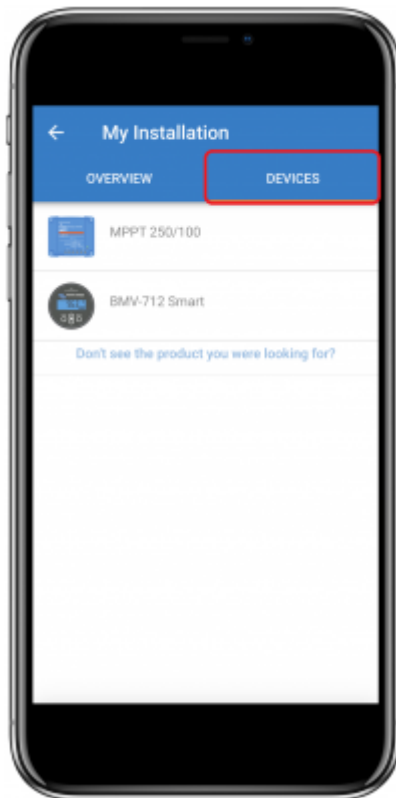 My Installation
OVERVIEW DEVICES
MPPT 250/100
BMV-712 Smart
Don't see the product you were looking for?